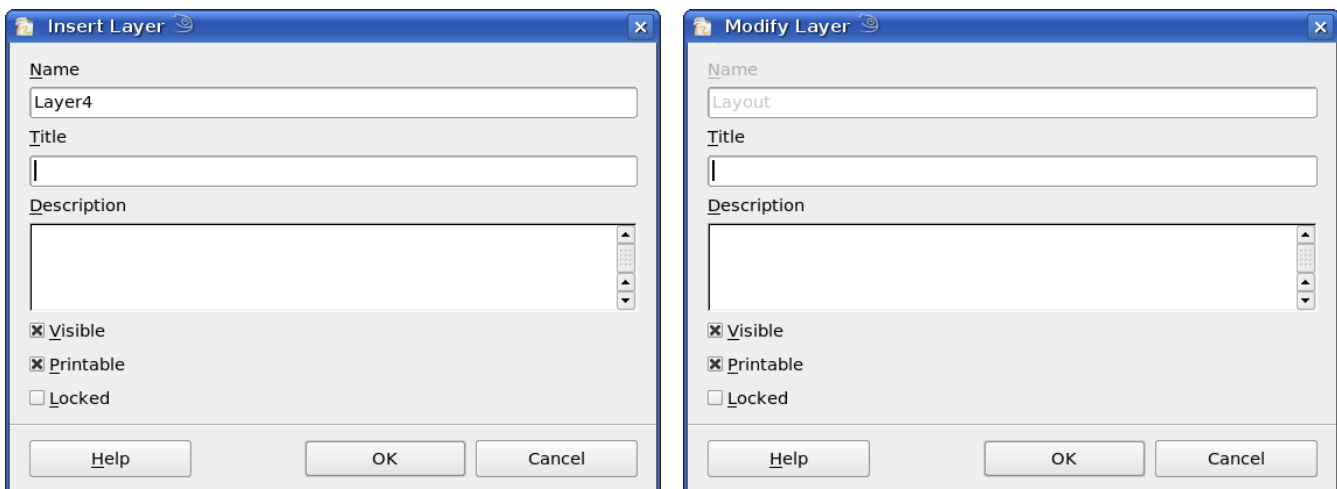 Insert Layer
Name
Layer4
Title
Description
Visible
Printable
Locked
Help OK Cancel
Modify Layer
Name
Layout
Title
Description
Visible
Printable
Locked
Help OK Cancel